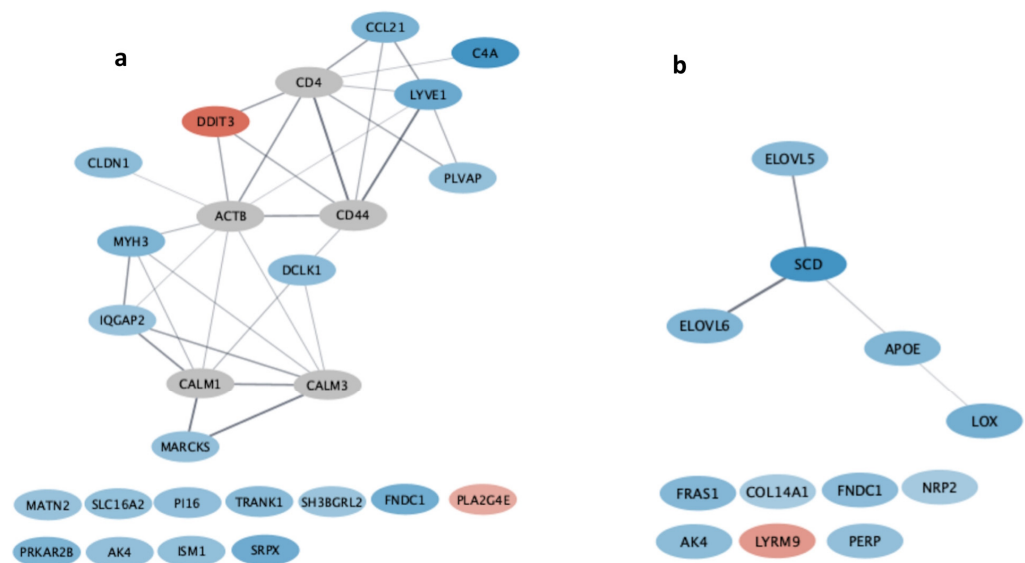 a
CCL21
C4A
CD4
LYVE1
DDIT3
CLDN1
PLVAP
ACTB
CD44
MYH3
DCLK1
IQGAP2
CALM1
CALM3
MARCKS
MATN2 SLC16A2 PI16 TRANK1 SH3BGRL2 FNDC1 PLA2G4E
PRKAR2B AK4 ISM1 SRPX
b
ELOVL5
SCD
ELOVL6
APOE
LOX
FRAS1 COL14A1 FNDC1 NRP2
AK4 LYRM9 PERP